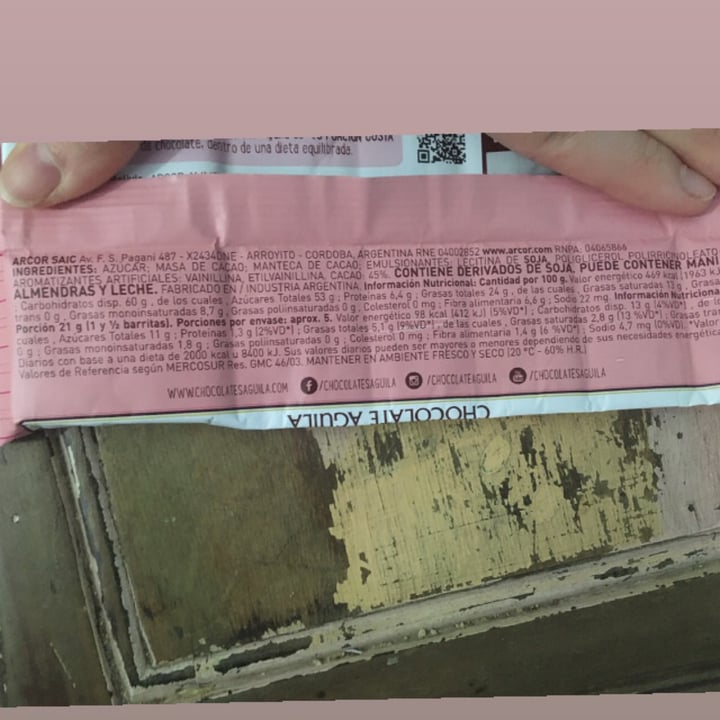 de chocolate, dentro de una dieta equilibrada.
ARCOR SAIC Av. F. S. Pagani 487 - X2434DNE - ARROYITO - CORDOBA, ARGENTINA RNE 04002852 www.arcor.com RNPA: 04065866
INGREDIENTES: AZÚCAR; MASA DE CACAO; MANTECA DE CACAO; EMULSIONANTES: LECITINA DE SOJA, POLIGLICEROL POLIRRICINOLEATO
AROMATIZANTES ARTIFICIALES: VAINILLINA, ETILVAINILLINA. CACAO: 45%. CONTIENE DERIVADOS DE SOJA. PUEDE CONTENER MANÍ
ALMENDRAS Y LECHE. FABRICADO EN / INDUSTRIA ARGENTINA. Información Nutricional: Cantidad por 100 g. Valor energético 469 kcal (1963 kJ
Carbohidratos disp. 60 g, de los cuales, Azúcares Totales 53 g; Proteínas 6,4 g; Grasas totales 24 g, de las cuales, Grasas saturadas 13 g, Grasas
trans 0 g, Grasas monoinsaturadas 8,7 g, Grasas poliinsaturadas 0 g; Colesterol 0 mg; Fibra alimentaria 6,6 g; Sodio 22 mg. Información Nutricional
Porción 21 g (1 y ½ barritas). Porciones por envase: aprox. 5. Valor energético 98 kcal (412 kJ) (5%VD*); Carbohidratos disp. 13 g (4%VD*)
cuales, Azúcares Totales 11 g; Proteínas 1,3 g (2%VD*); Grasas totales 5,1 g (9%VD*), de las cuales, Grasas saturadas 2,8 g (13 %VD*); Grasas tran
0 g; Grasas monoinsaturadas 1,8 g; Grasas poliinsaturadas 0 g; Colesterol 0 mg; Fibra alimentaria 1,4 g (6 %VD*); Sodio 4,7 mg (0%VD). *Valore
Diarios con base a una dieta de 2000 kcal u 8400 kJ. Sus valores diarios pueden ser mayores o menores dependiendo de sus necesidades energética
Valores de Referencia según MERCOSUR Res. GMC 46/03. MANTENER EN AMBIENTE FRESCO Y SECO (20 °C - 60% H.R.)
WWW.CHOCOLATESAGUILA.COM /CHOCOLATESAGUILA /CHOCOLATEAGUILA /CHOCOLATESAGUILA
CHOCOLATE AGUILA